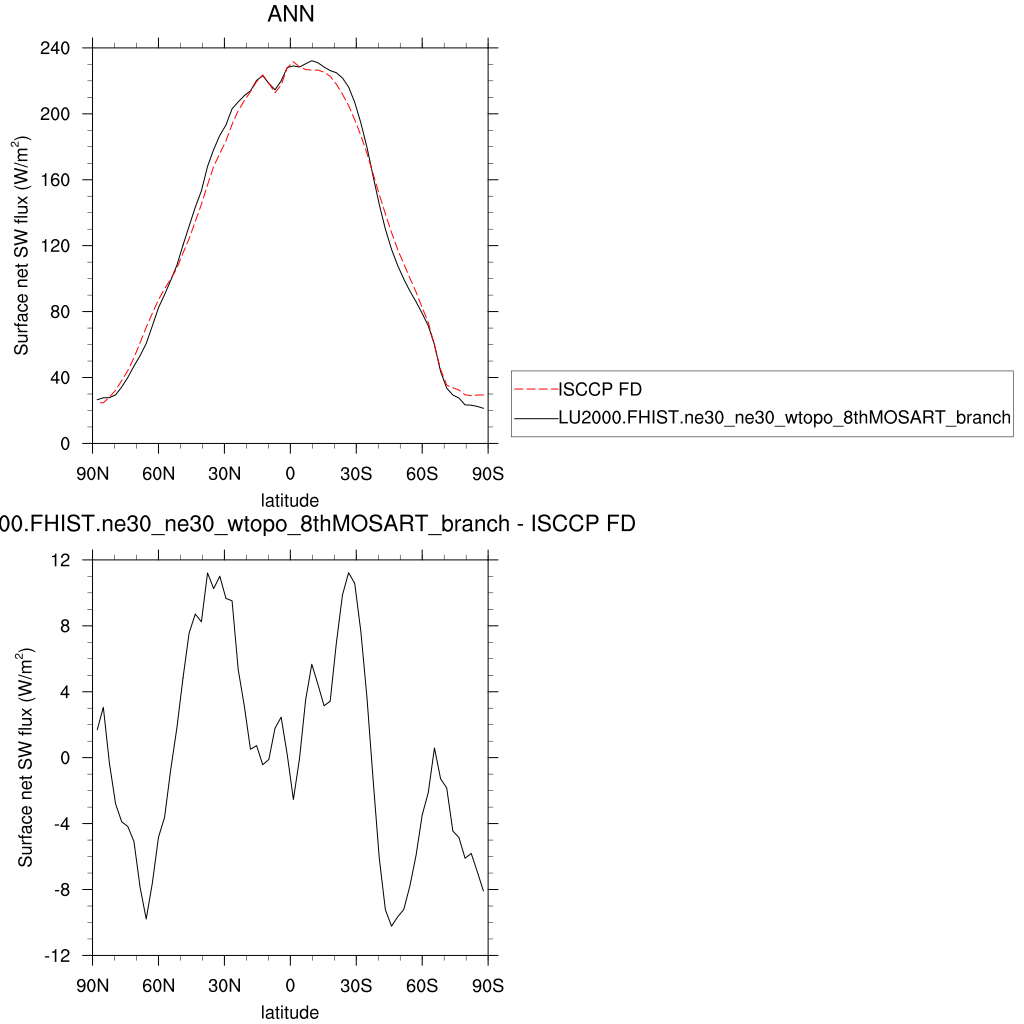 ANN
Surface net SW flux (W/m²)
240
200
160
120
80
40
0
90N 60N 30N 0 30S 60S 90S
latitude
ISCCP FD
LU2000.FHIST.ne30_ne30_wtopo_8thMOSART_branch
00.FHIST.ne30_ne30_wtopo_8thMOSART_branch - ISCCP FD
Surface net SW flux (W/m²)
12
8
4
0
-4
-8
-12
90N 60N 30N 0 30S 60S 90S
latitude